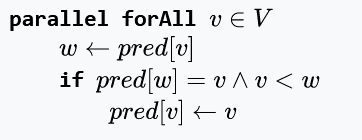 parallel forAll v ∈ V
w ← pred[v]
if pred[w] = v ∧ v < w
pred[v] ← v